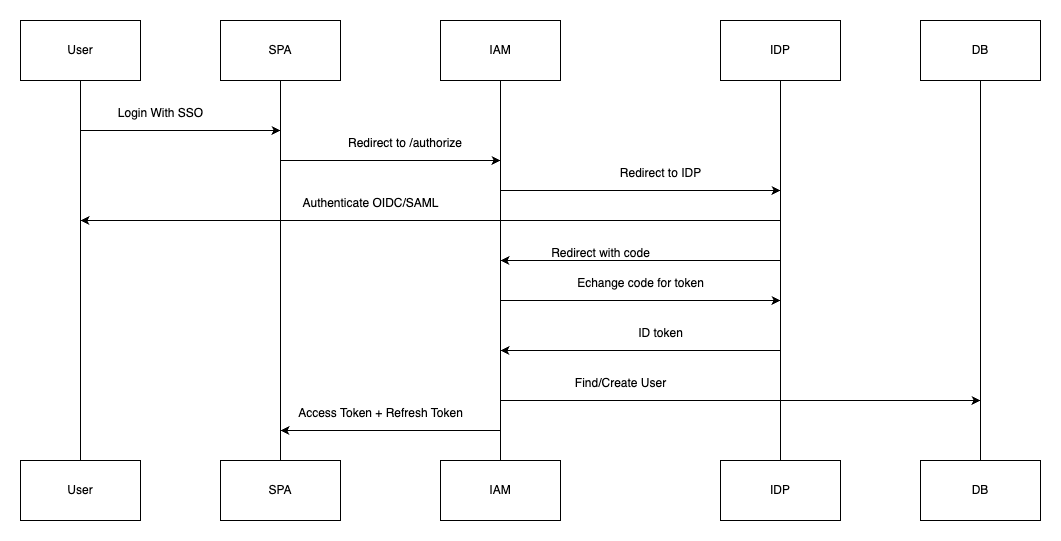 User
SPA
IAM
IDP
DB
Login With SSO
Redirect to /authorize
Redirect to IDP
Authenticate OIDC/SAML
Redirect with code
Echange code for token
ID token
Find/Create User
Access Token + Refresh Token
User
SPA
IAM
IDP
DB